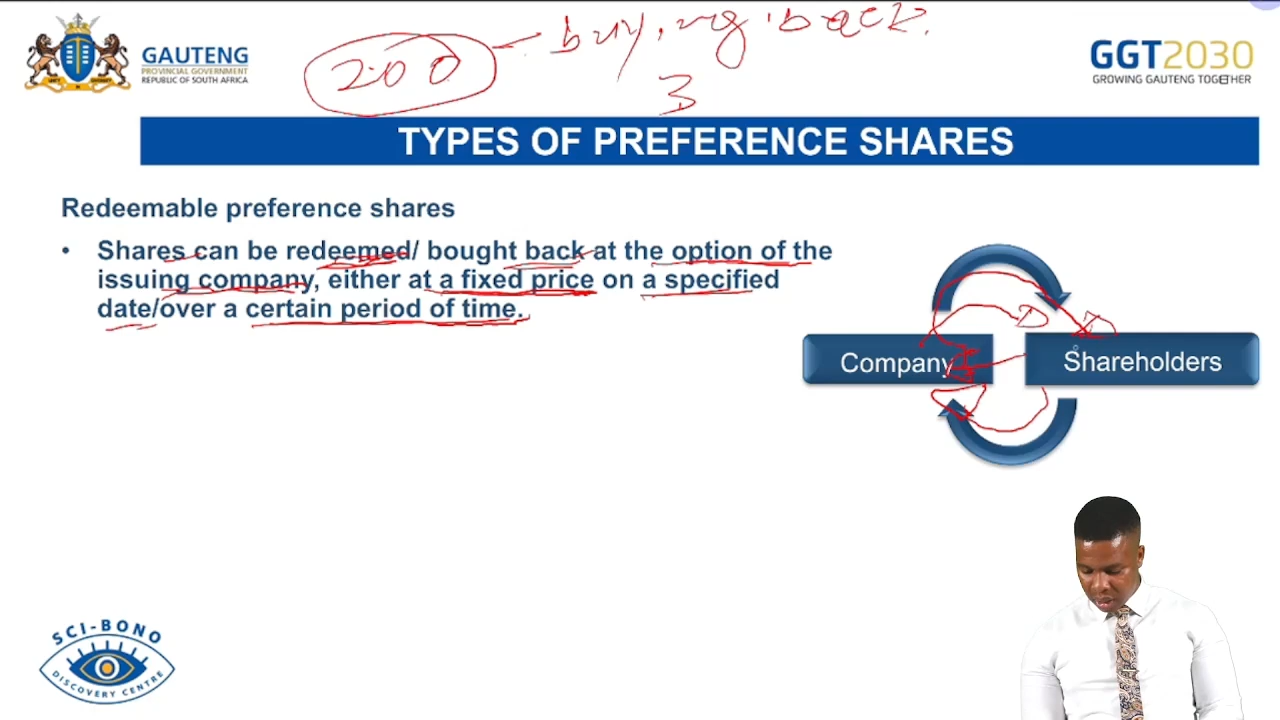 200 - buying back.
3
GAUTENG
PROVINCIAL GOVERNMENT
REPUBLIC OF SOUTH AFRICA
GGT2030
GROWING GAUTENG TOGETHER
TYPES OF PREFERENCE SHARES
Redeemable preference shares
• Shares can be redeemed/ bought back at the option of the
issuing company, either at a fixed price on a specified
date/over a certain period of time.
Company
Shareholders
SCI-BONO
DISCOVERY CENTRE